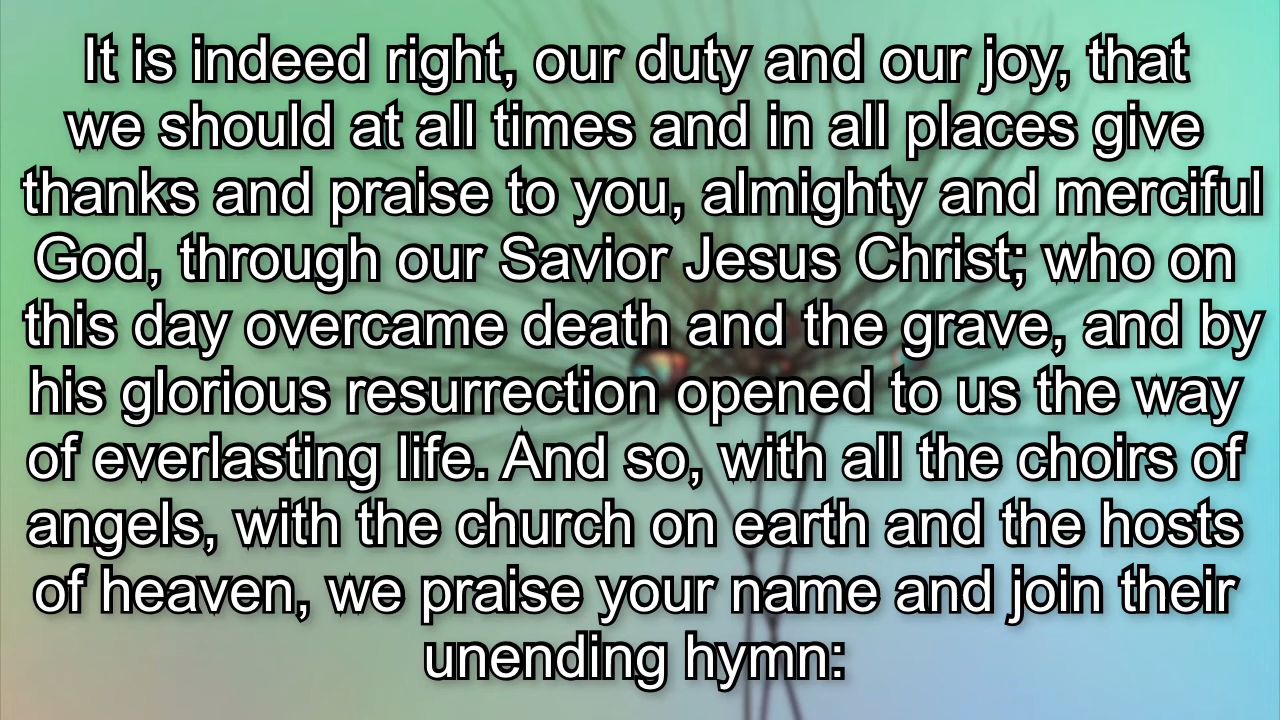 It is indeed right, our duty and our joy, that
we should at all times and in all places give
thanks and praise to you, almighty and merciful
God, through our Savior Jesus Christ; who on
this day overcame death and the grave, and by
his glorious resurrection opened to us the way
of everlasting life. And so, with all the choirs of
angels, with the church on earth and the hosts
of heaven, we praise your name and join their
unending hymn: